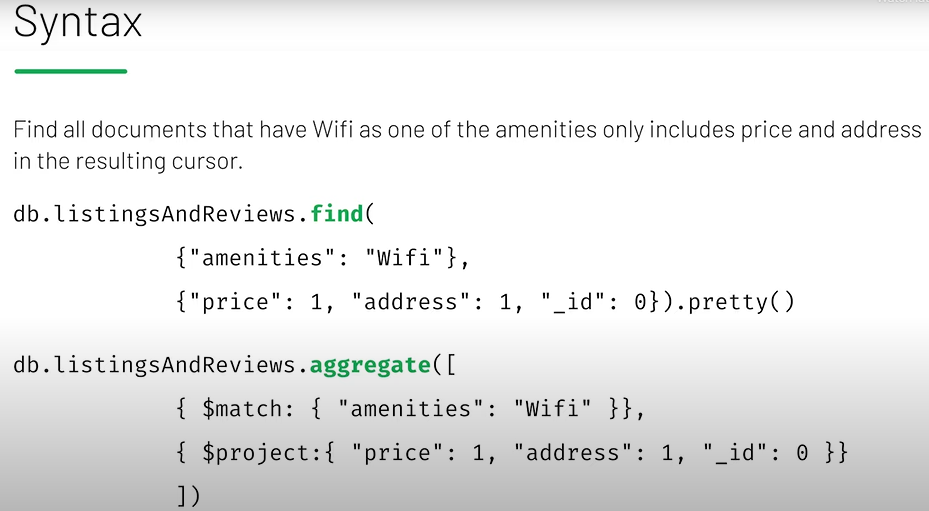 Syntax
Find all documents that have Wifi as one of the amenities only includes price and address
in the resulting cursor.
db.listingsAndReviews.find(
{"amenities": "Wifi"},
{"price": 1, "address": 1, "_id": 0}).pretty()
db.listingsAndReviews.aggregate([
{ $match: { "amenities": "Wifi" }},
{ $project:{ "price": 1, "address": 1, "_id": 0 }}
])